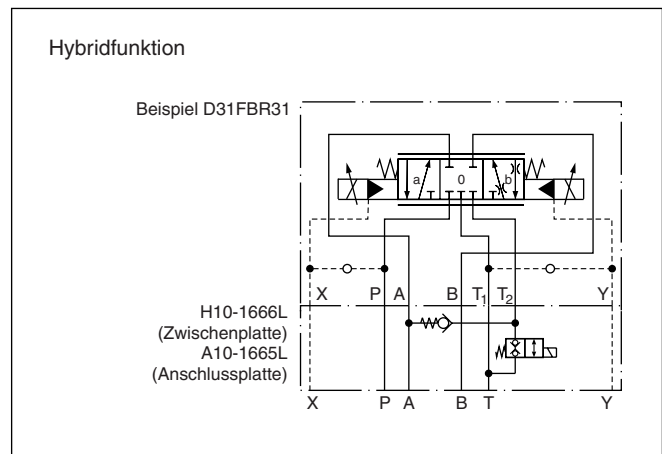 Hybridfunktion
Beispiel D31FBR31
a 0 b
X P A B T1 T2 Y
H10-1666L
(Zwischenplatte)
A10-1665L
(Anschlussplatte)
X P A B T Y